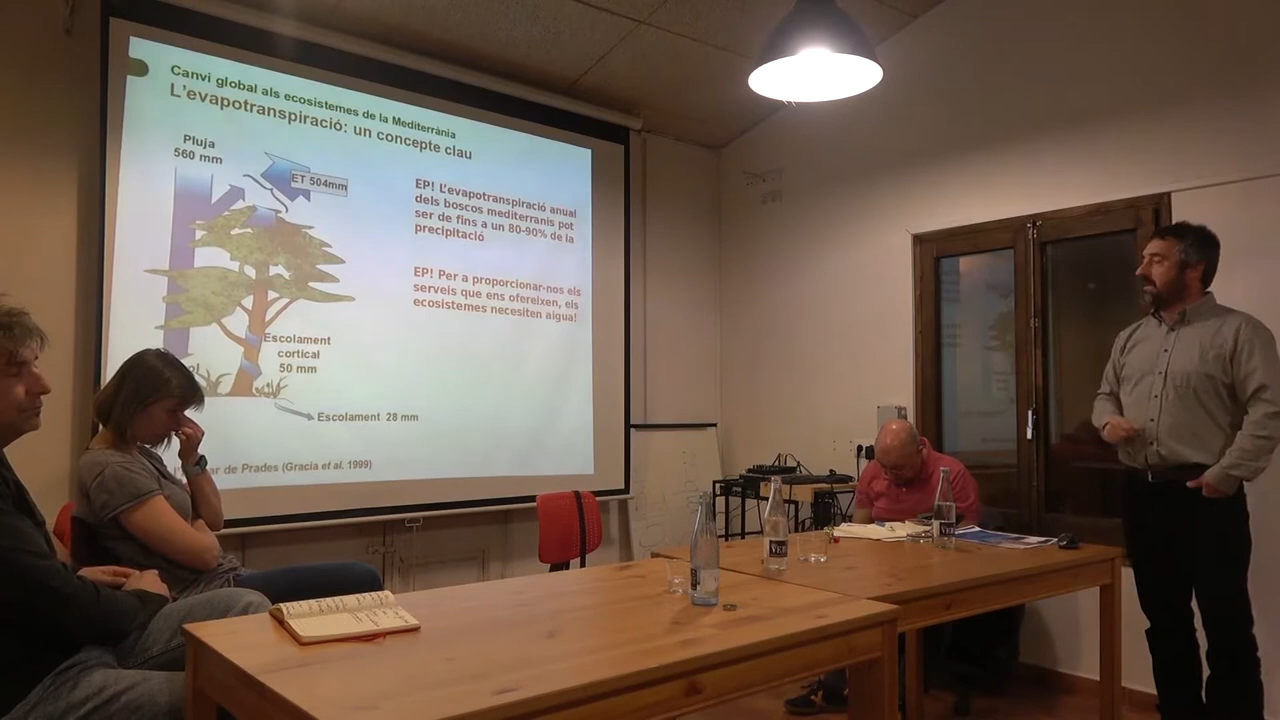 Canvi global als ecosistemes de la Mediterrània
L'evapotranspiració: un concepte clau
Pluja
560 mm
ET 504mm
EP! L'evapotranspiració anual
dels boscos mediterranis pot
ser de fins a un 80-90% de la
precipitació
EP! Per a proporcionar-nos els
serveis que ens ofereixen, els
ecosistemes necesiten aigua!
Escolament
cortical
50 mm
Escolament 28 mm
de Prades (Gracia et al. 1999)